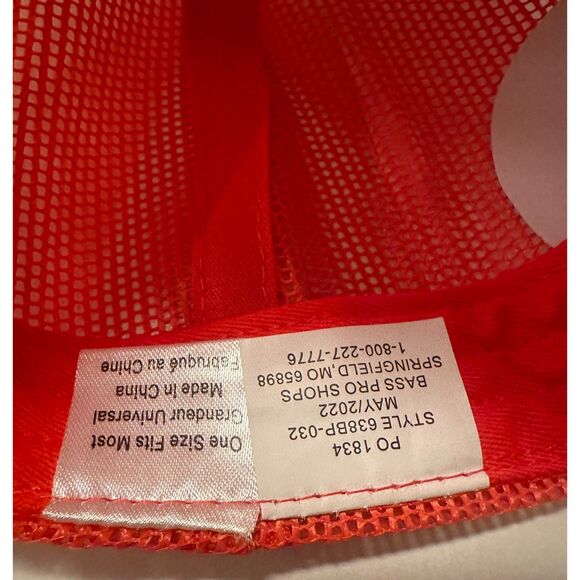 One Size Fits Most
Grandeur Universal
Made in China
Fabriqué au Chine
PO 1834
STYLE 638BP-032
MAY/2022
BASS PRO SHOPS
SPRINGFIELD,MO 65898
1-800-227-7776